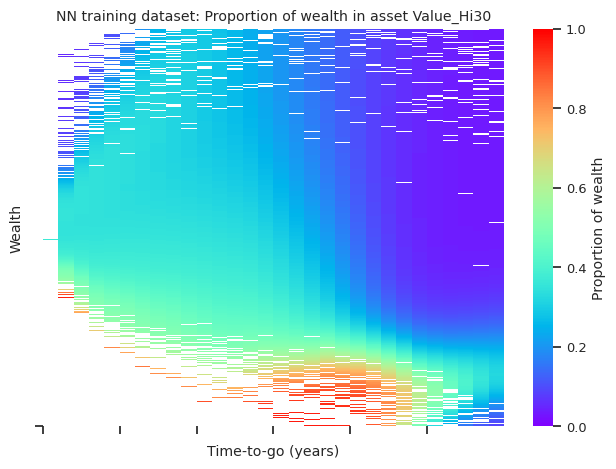 NN training dataset: Proportion of wealth in asset Value_Hi30
1.0
0.8
0.6
0.4
0.2
0.0
Proportion of wealth
Wealth
Time-to-go (years)